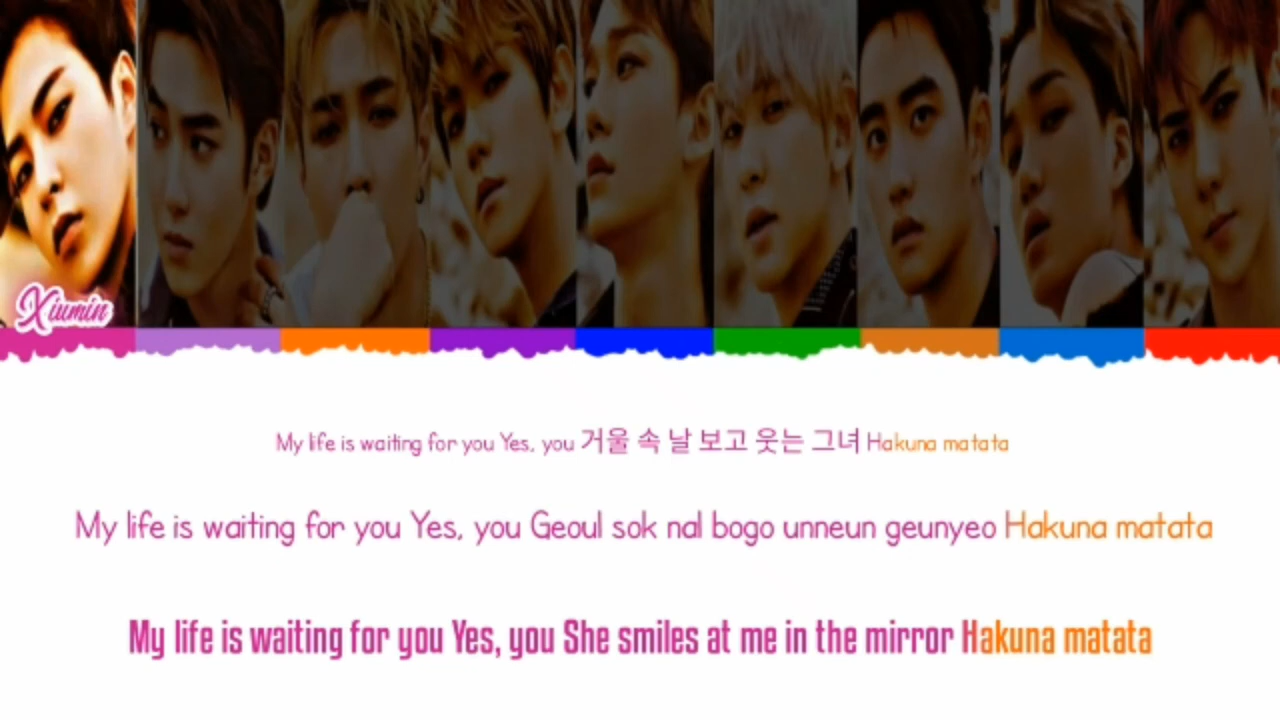 Xiumin
My life is waiting for you Yes, you 거울 속 날 보고 웃는 그녀 Hakuna matata
My life is waiting for you Yes, you Geoul sok nal bogo unneun geunyeo Hakuna matata
My life is waiting for you Yes, you She smiles at me in the mirror Hakuna matata